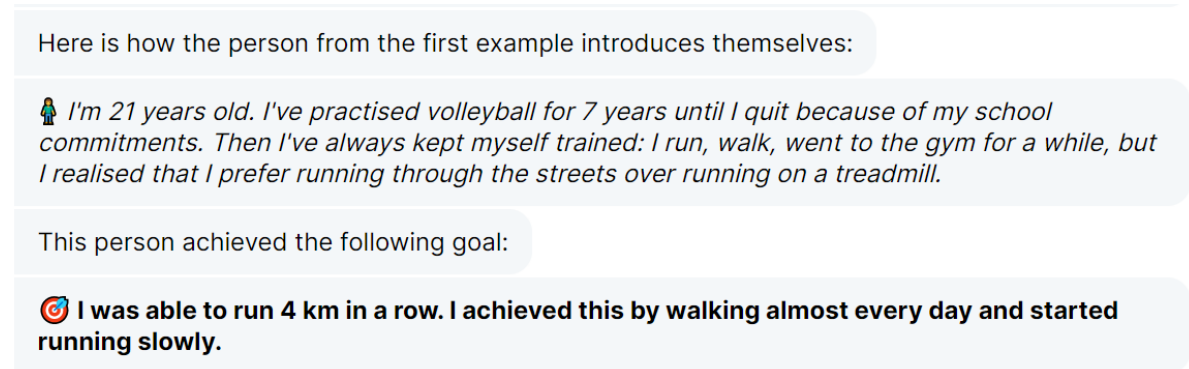 Here is how the person from the first example introduces themselves:
🧍 I'm 21 years old. I've practised volleyball for 7 years until I quit because of my school
commitments. Then I've always kept myself trained: I run, walk, went to the gym for a while, but
I realised that I prefer running through the streets over running on a treadmill.
This person achieved the following goal:
🎯 I was able to run 4 km in a row. I achieved this by walking almost every day and started
running slowly.